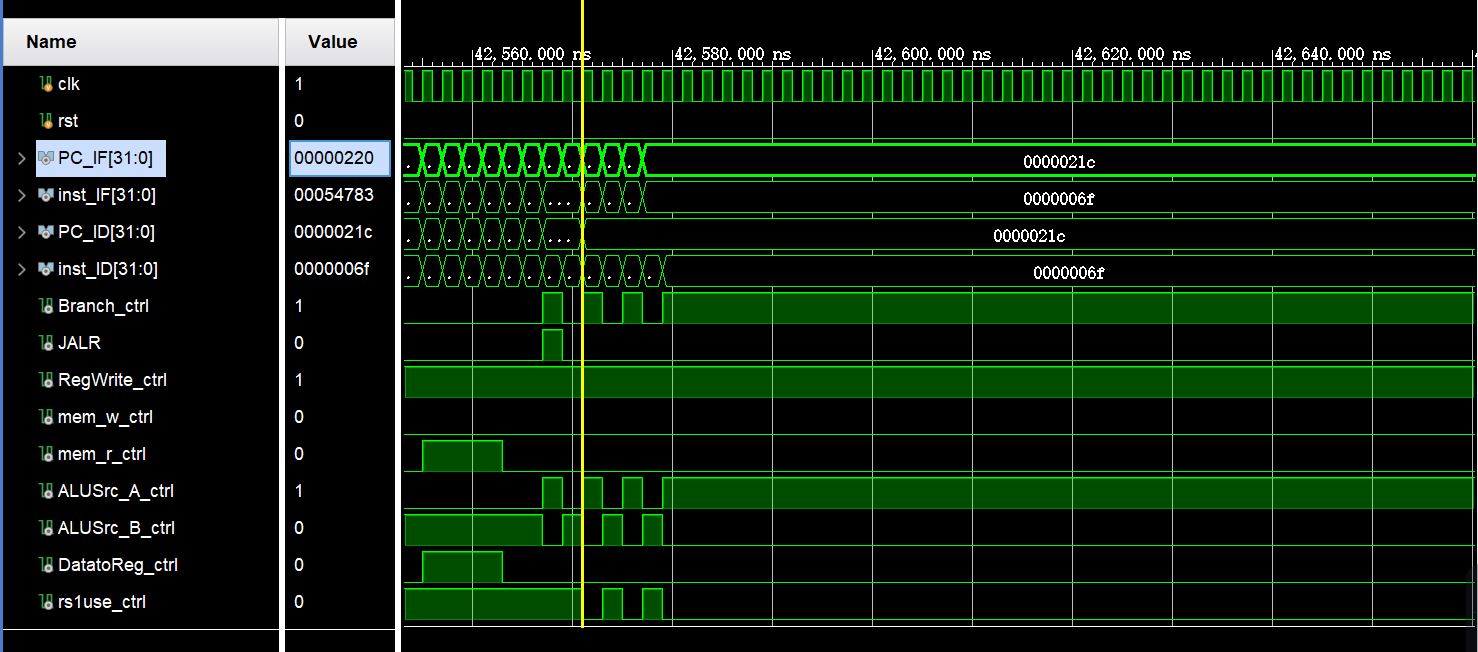 Name Value
42,560.000 ns 42,580.000 ns 42,600.000 ns 42,620.000 ns 42,640.000 ns
clk 1
rst 0
PC_IF[31:0] 00000220 0000021c
inst_IF[31:0] 00054783 ... 0000006f
PC_ID[31:0] 0000021c ... 0000021c
inst_ID[31:0] 0000006f 0000006f
Branch_ctrl 1
JALR 0
RegWrite_ctrl 1
mem_w_ctrl 0
mem_r_ctrl 0
ALUSrc_A_ctrl 1
ALUSrc_B_ctrl 0
DatatoReg_ctrl 0
rs1use_ctrl 0